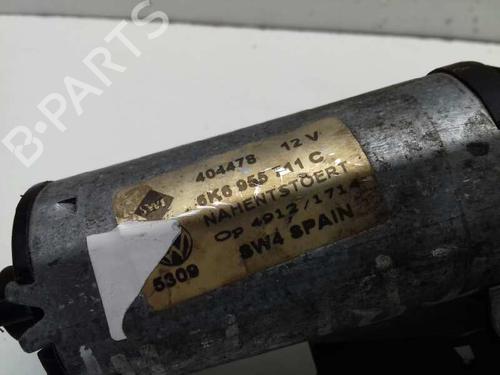 404478 12 V
6K6 955 711 C
NAHENTSTOERT
Op 4912/1714
SW4 SPAIN
5309
B-PARTS